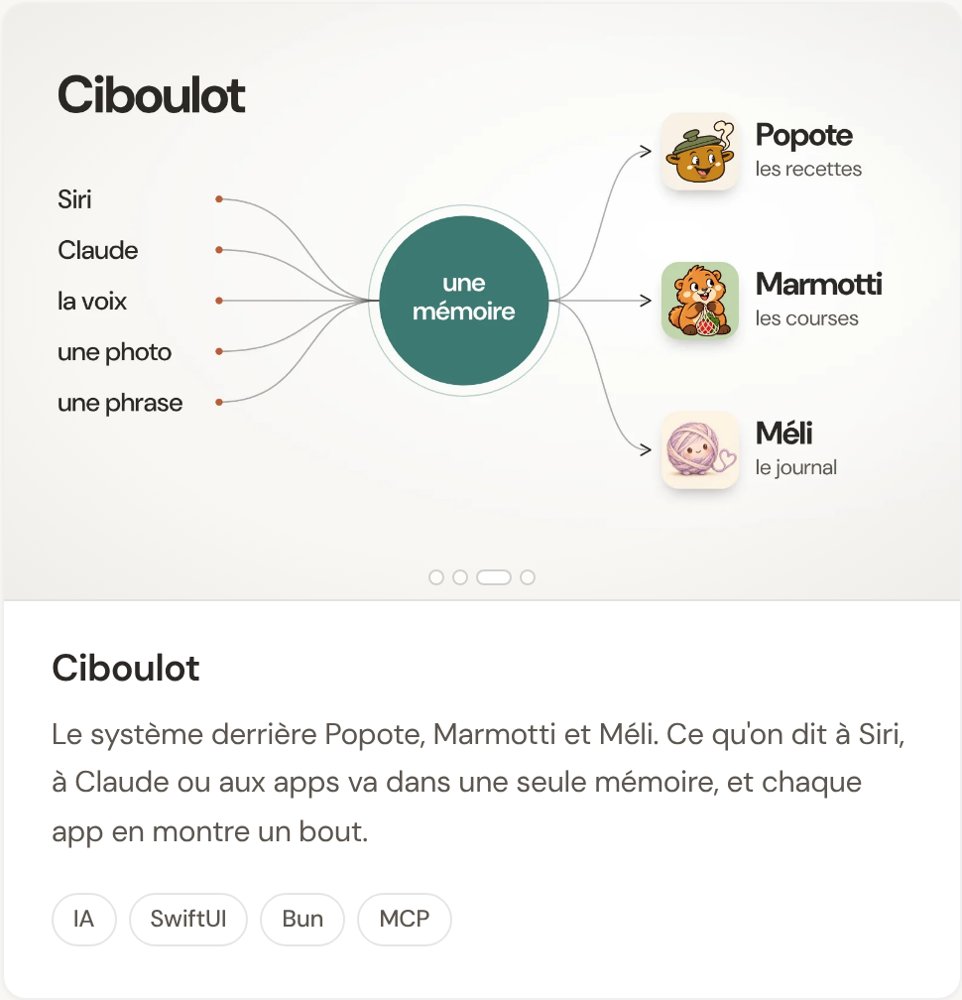 Ciboulot
Siri
Claude
la voix
une photo
une phrase
une
mémoire
Popote
les recettes
Marmotti
les courses
Méli
le journal
Ciboulot
Le système derrière Popote, Marmotti et Méli. Ce qu'on dit à Siri,
à Claude ou aux apps va dans une seule mémoire, et chaque
app en montre un bout.
IA
SwiftUI
Bun
MCP